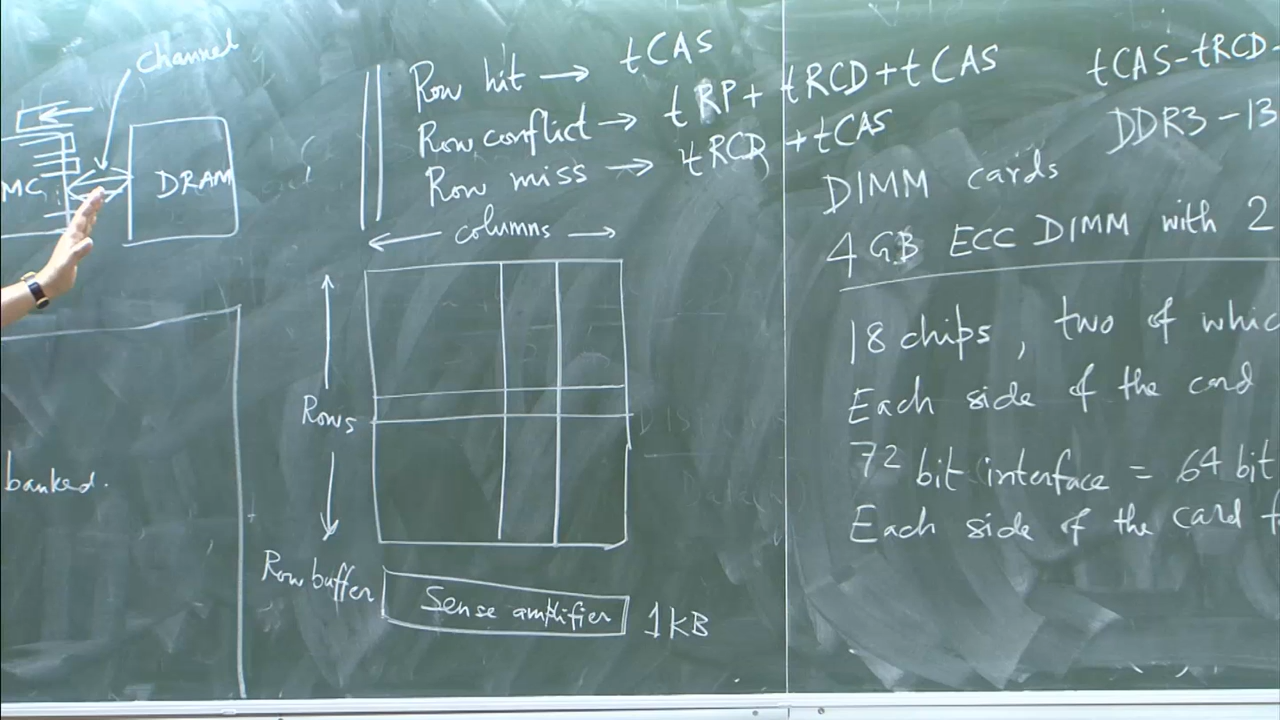 channel
MC
DRAM
banked.
Row hit → tCAS
Row conflict → tRP + tRCD + tCAS
Row miss → tRCD + tCAS
← columns →
Rows
Row buffer
Sense amplifier
1kB
tCAS-tRCD-
DDR3-13
DIMM cards
4 GB ECC DIMM with 2
18 chips, two of whic
Each side of the card
72 bit interface = 64 bit
Each side of the card